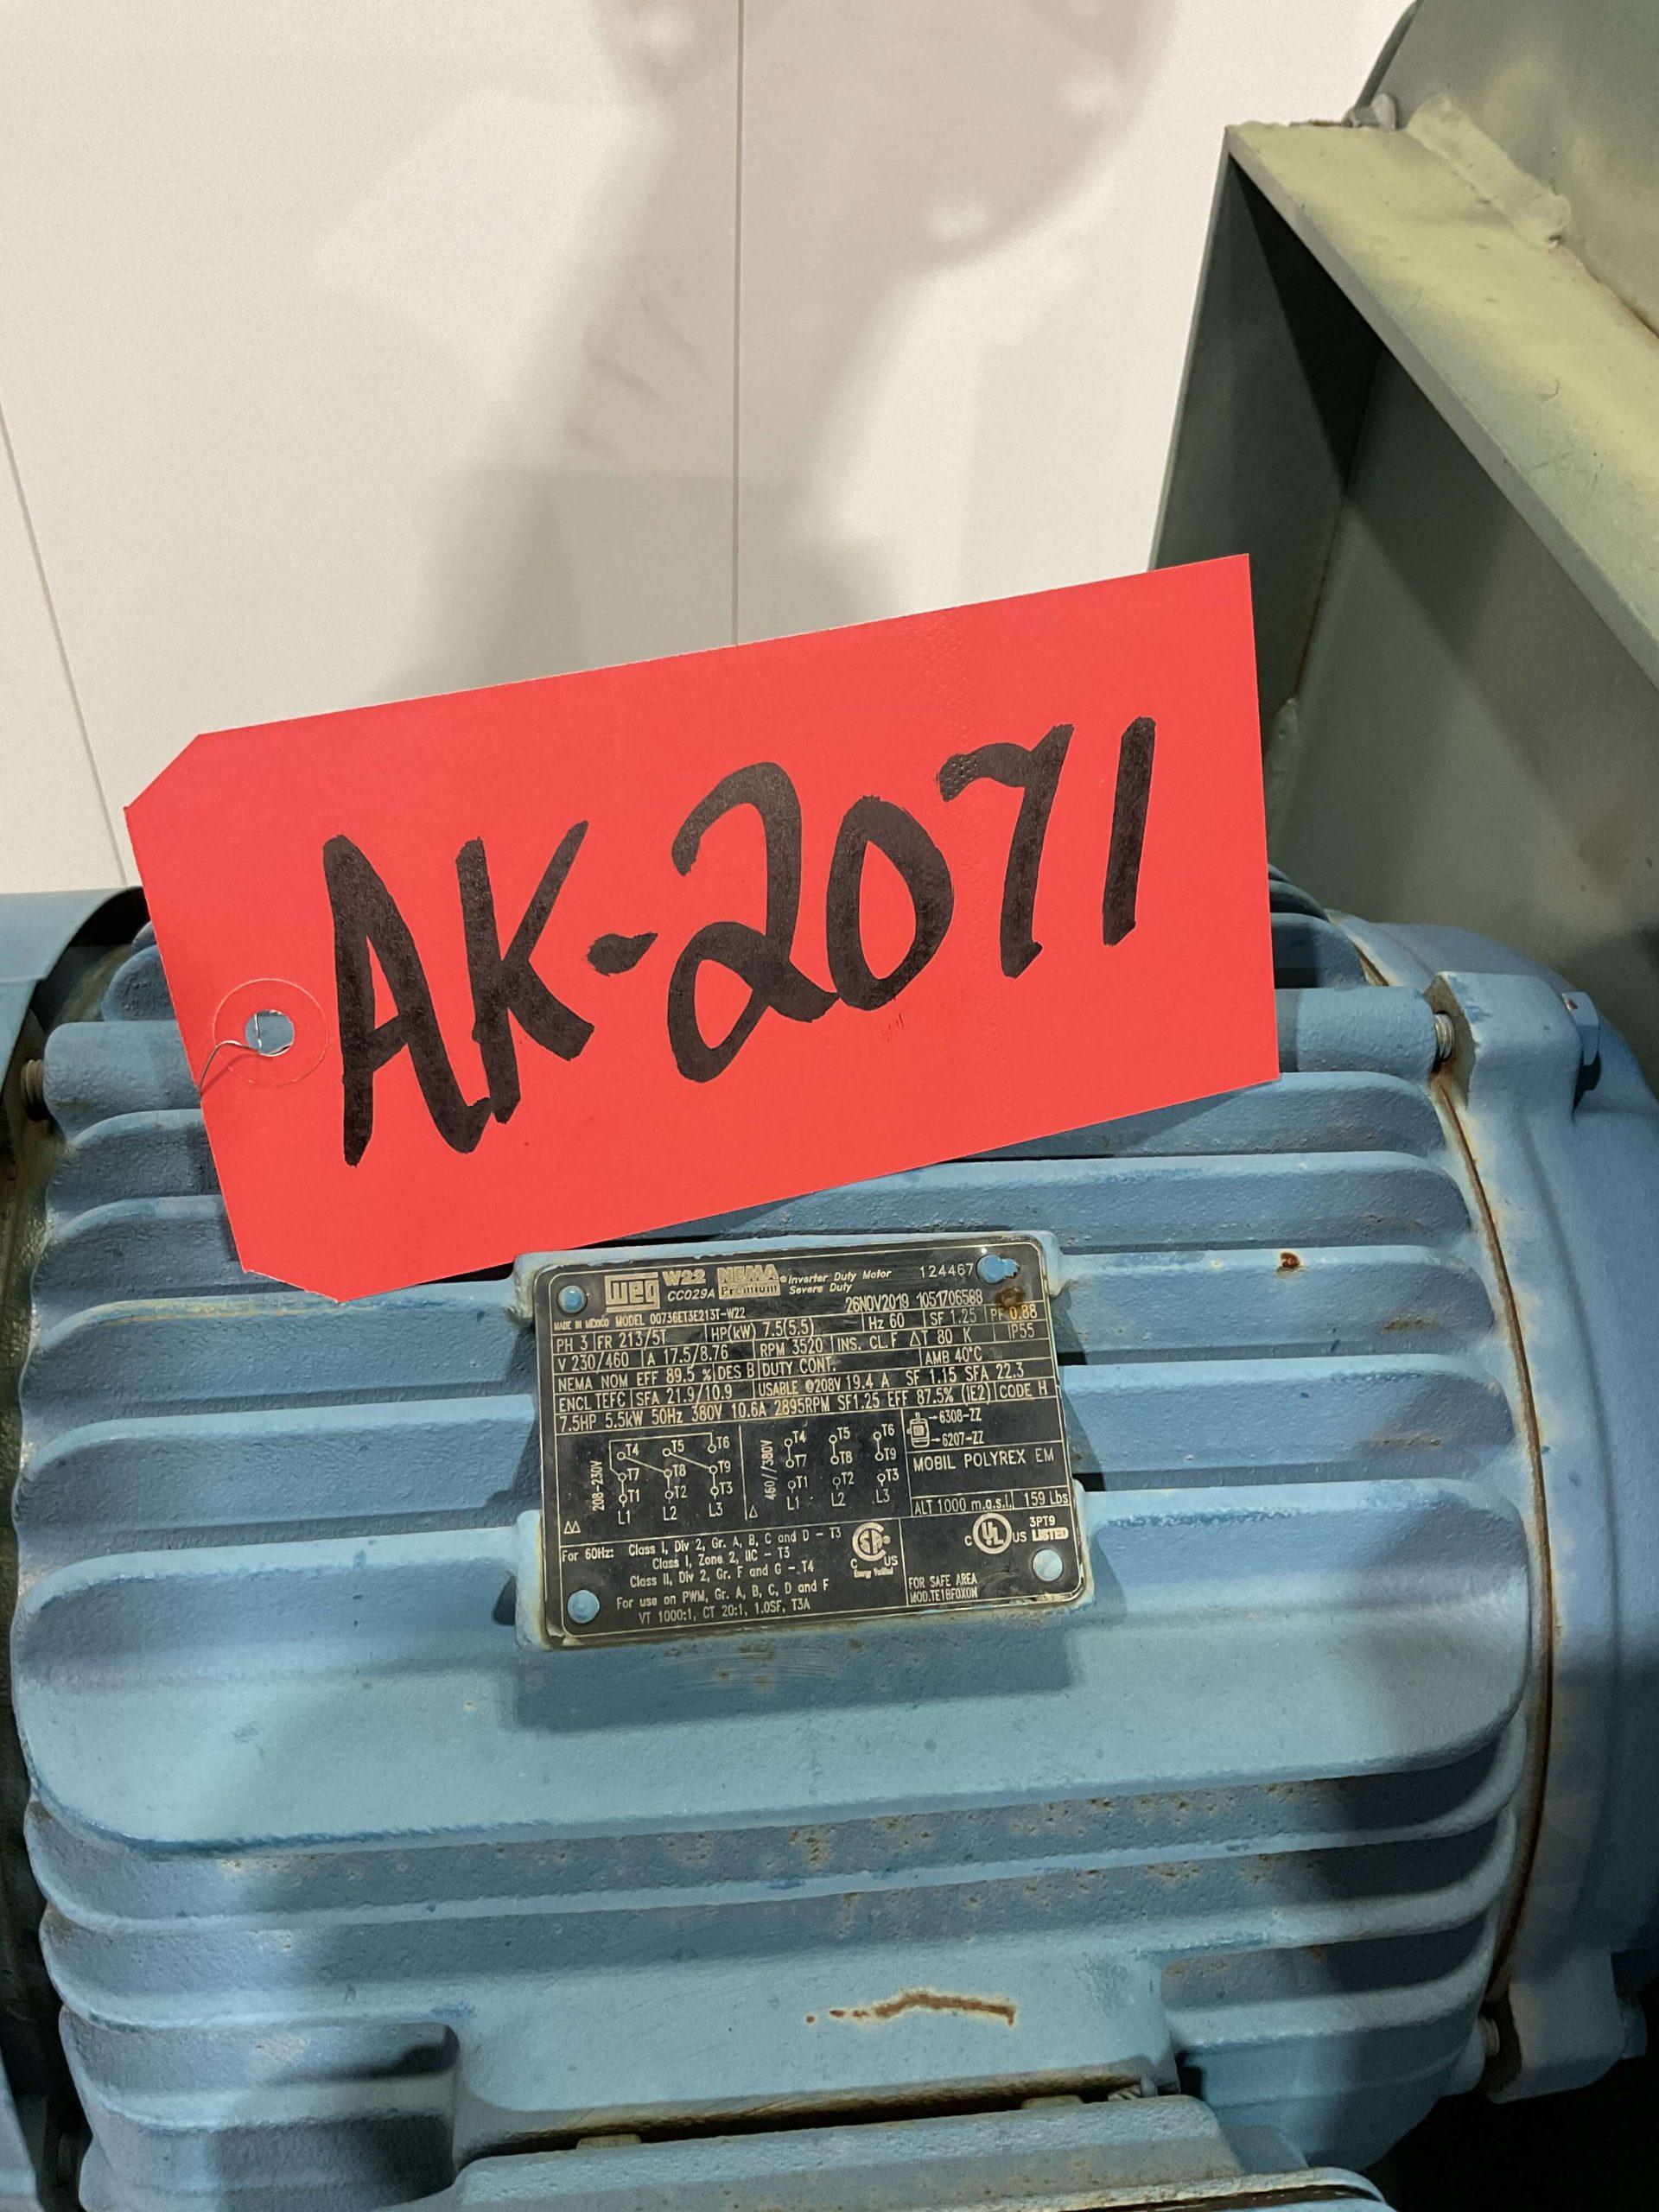 AK-2071
WEG W22 NEMA Premium Inverter Duty Motor 124467
CC029A Severe Duty
26NOV2019 1051706588
MADE IN MEXICO MODEL 00736ET3E213T-W22
PH 3 FR 213/5T HP(kW) 7.5(5.5) Hz 60 SF 1.25 PF 0.88
V 230/460 A 17.5/8.76 RPM 3520 INS. CL. F ΔT 80 K IP55
NEMA NOM EFF 89.5 % DES B DUTY CONT. AMB 40°C
ENCL TEFC SFA 21.9/10.9 USABLE @208V 19.4 A SF 1.15 SFA 22.3
7.5HP 5.5kW 50Hz 380V 10.6A 2895RPM SF1.25 EFF 87.5% (IE2) CODE H
208-230V
T4 T5 T6
T7 T8 T9
T1 T2 T3
L1 L2 L3
ΔΔ
460//380V
T4 T5 T6
T7 T8 T9
T1 T2 T3
L1 L2 L3
Δ
6308-ZZ
6207-ZZ
MOBIL POLYREX EM
ALT 1000 m.a.s.l. 159 Lbs
For 60Hz: Class I, Div 2, Gr. A, B, C and D - T3
Class I, Zone 2, IIC - T3
Class II, Div 2, Gr. F and G - T4
For use on PWM, Gr. A, B, C, D and F
VT 1000:1, CT 20:1, 1.0SF, T3A
C SA US
Energy Verified
C UL US LISTED
3PT9
FOR SAFE AREA
MOD.TE1BF0X0N